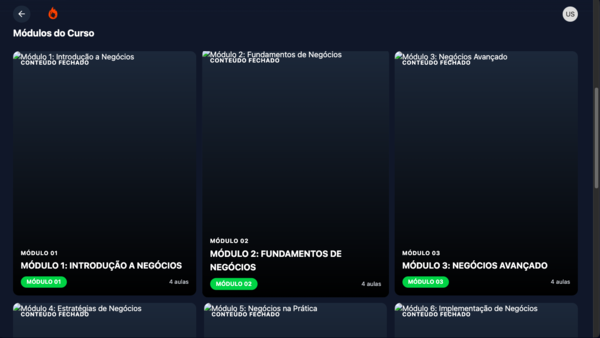 US
Módulos do Curso
Módulo 1: Introdução a Negócios
CONTEÚDO FECHADO
MÓDULO 01
MÓDULO 1: INTRODUÇÃO A NEGÓCIOS
MÓDULO 01
4 aulas
Módulo 2: Fundamentos de Negócios
CONTEÚDO FECHADO
MÓDULO 02
MÓDULO 2: FUNDAMENTOS DE
NEGÓCIOS
MÓDULO 02
4 aulas
Módulo 3: Negócios Avançado
CONTEÚDO FECHADO
MÓDULO 03
MÓDULO 3: NEGÓCIOS AVANÇADO
MÓDULO 03
4 aulas
Módulo 4: Estratégias de Negócios
CONTEÚDO FECHADO
Módulo 5: Negócios na Prática
CONTEÚDO FECHADO
Módulo 6: Implementação de Negócios
CONTEÚDO FECHADO